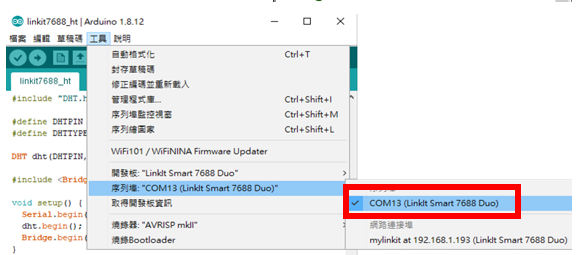 linkit7688_ht | Arduino 1.8.12
檔案 編輯 草稿碼 工具 說明
linkit7688_ht
#include "DHT.h
#define DHTPIN
#define DHTTYPE
DHT dht(DHTPIN,
#include <Bridg
void setup() {
Serial.begin(
dht.begin();
Bridge.begin(
}
自動格式化 Ctrl+T
封存草稿碼
修正編碼並重新載入
管理程式庫... Ctrl+Shift+I
序列埠監控視窗 Ctrl+Shift+M
序列繪圖家 Ctrl+Shift+L
WiFi101 / WiFiNINA Firmware Updater
開發板: "LinkIt Smart 7688 Duo"
序列埠: "COM13 (LinkIt Smart 7688 Duo)"
取得開發板資訊
燒錄器: "AVRISP mkII"
燒錄Bootloader
COM13 (LinkIt Smart 7688 Duo)
網路連接埠
mylinkit at 192.168.1.193 (LinkIt Smart 7688 Duo)